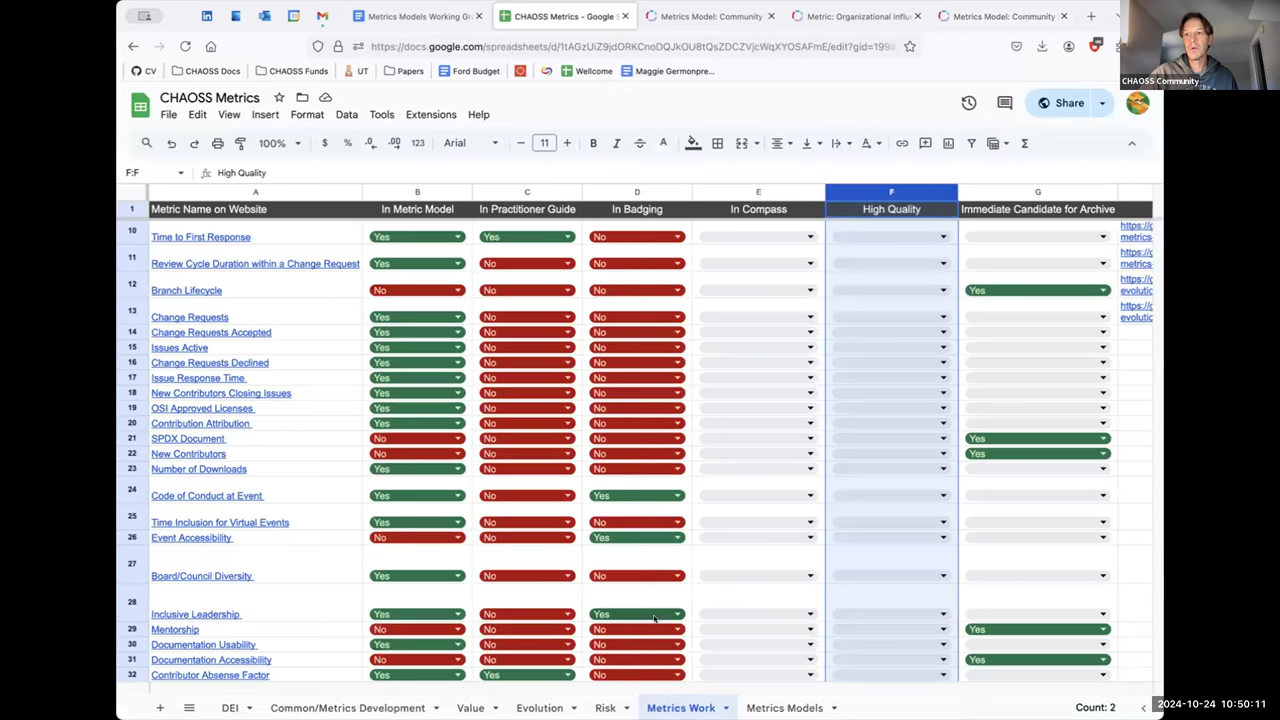 Metrics Models Working Gr
CHAOSS Metrics - Google S
Metrics Model: Community
Metric: Organizational Influ
Metrics Model: Community
https://docs.google.com/spreadsheets/d/1tAGzUiZ9jdORKCnoDQJkOU8tQsZDCZVjcWqXYOSAFmE/edit?gid=199
CV CHAOSS Docs CHAOSS Funds UT Papers Ford Budget Wellcome Maggie Germonpre...
CHAOSS Community
CHAOSS Metrics
File Edit View Insert Format Data Tools Extensions Help
Share
100% $ % .0 .00 123 Arial 11 B I A
F:F fx High Quality
A B C D E F G
1 Metric Name on Website In Metric Model In Practitioner Guide In Badging In Compass High Quality Immediate Candidate for Archive
10 Time to First Response Yes Yes No https://g metrics-
11 Review Cycle Duration within a Change Request Yes No No https://g metrics-
12 Branch Lifecycle No No No Yes https://g evolutic
13 Change Requests Yes No No https://g evolutic
14 Change Requests Accepted Yes No No
15 Issues Active Yes No No
16 Change Requests Declined Yes No No
17 Issue Response Time Yes No No
18 New Contributors Closing Issues Yes No No
19 OSI Approved Licenses Yes No No
20 Contribution Attribution Yes No No
21 SPDX Document No No No Yes
22 New Contributors No No No Yes
23 Number of Downloads Yes No No
24 Code of Conduct at Event Yes No Yes
25 Time Inclusion for Virtual Events Yes No No
26 Event Accessibility No No Yes
27 Board/Council Diversity Yes No No
28 Inclusive Leadership Yes No Yes
29 Mentorship No No No Yes
30 Documentation Usability Yes No No
31 Documentation Accessibility No No No Yes
32 Contributor Absense Factor Yes Yes No
DEI Common/Metrics Development Value Evolution Risk Metrics Work Metrics Models Count: 2
2024-10-24 10:50:11